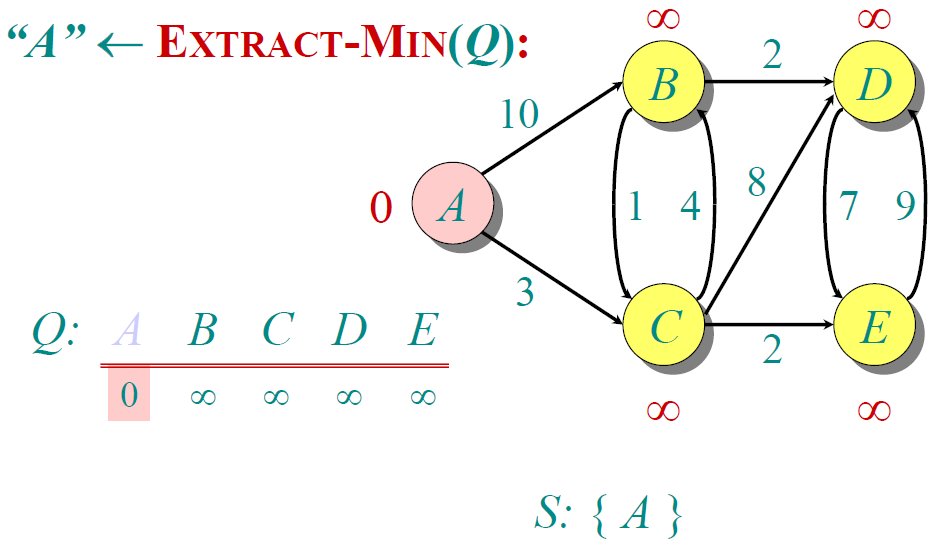 “A” ← EXTRACT-MIN(Q):
∞ ∞
B 2 D
10
A
0
8
1 4 7 9
3
C 2 E
∞ ∞
Q: A B C D E
0 ∞ ∞ ∞ ∞
S: { A }